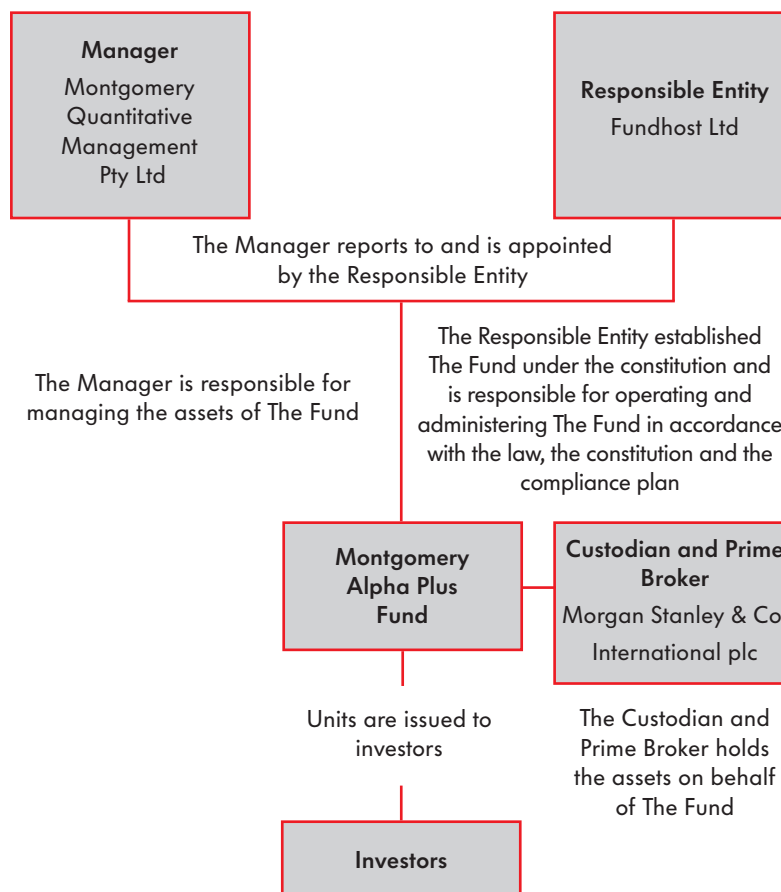 Manager
Montgomery
Quantitative
Management
Pty Ltd
Responsible Entity
Fundhost Ltd
The Manager reports to and is appointed
by the Responsible Entity
The Manager is responsible for
managing the assets of The Fund
The Responsible Entity established
The Fund under the constitution and
is responsible for operating and
administering The Fund in accordance
with the law, the constitution and the
compliance plan
Montgomery
Alpha Plus
Fund
Custodian and Prime
Broker
Morgan Stanley & Co
International plc
Units are issued to
investors
The Custodian and
Prime Broker holds
the assets on behalf
of The Fund
Investors